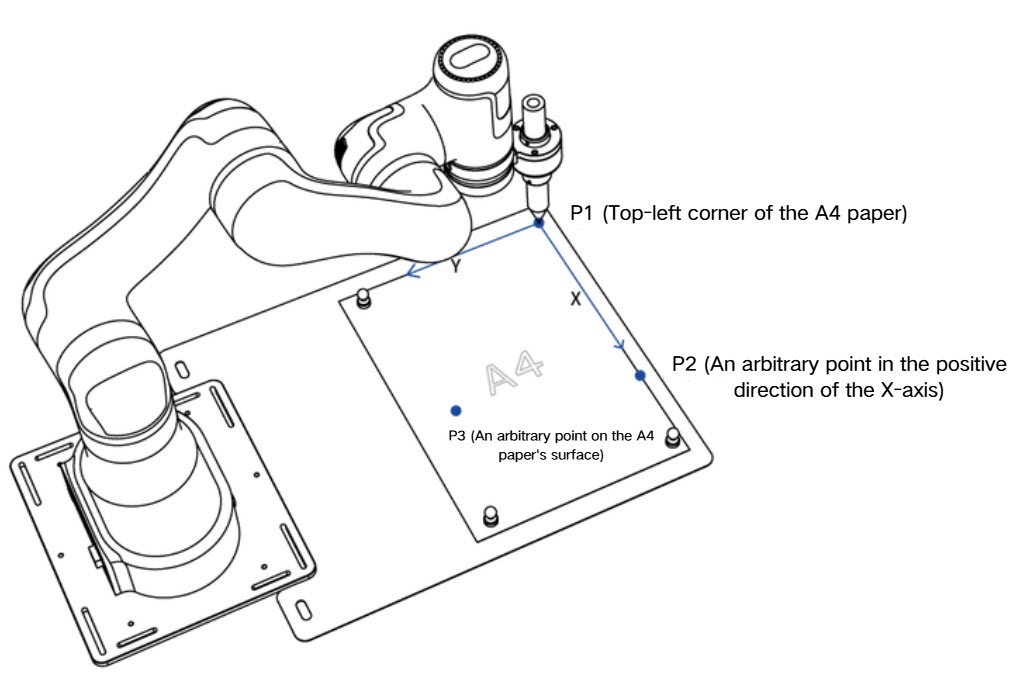 P1 (Top-left corner of the A4 paper)
Y
X
P2 (An arbitrary point in the positive
direction of the X-axis)
A4
P3 (An arbitrary point on the A4
paper's surface)